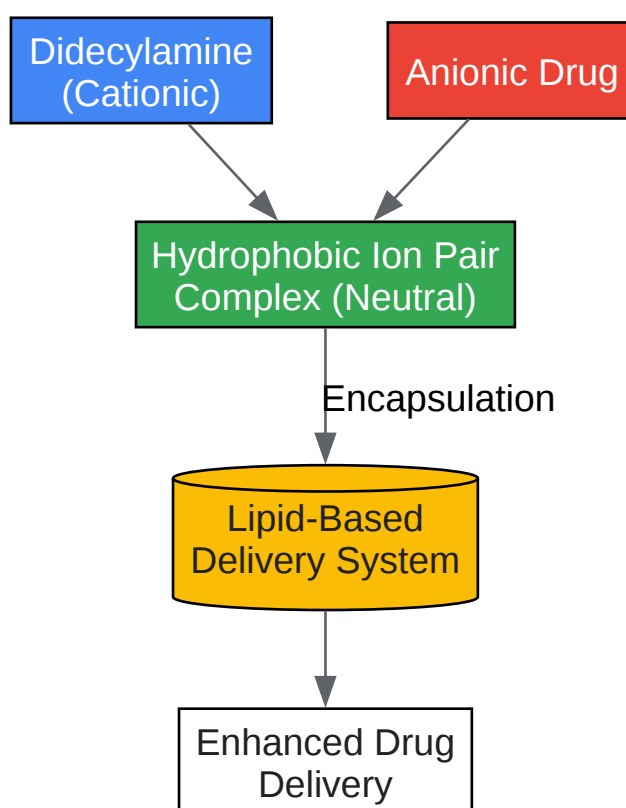 Didecylamine
(Cationic)
Anionic Drug
Hydrophobic Ion Pair
Complex (Neutral)
Encapsulation
Lipid-Based
Delivery System
Enhanced Drug
Delivery